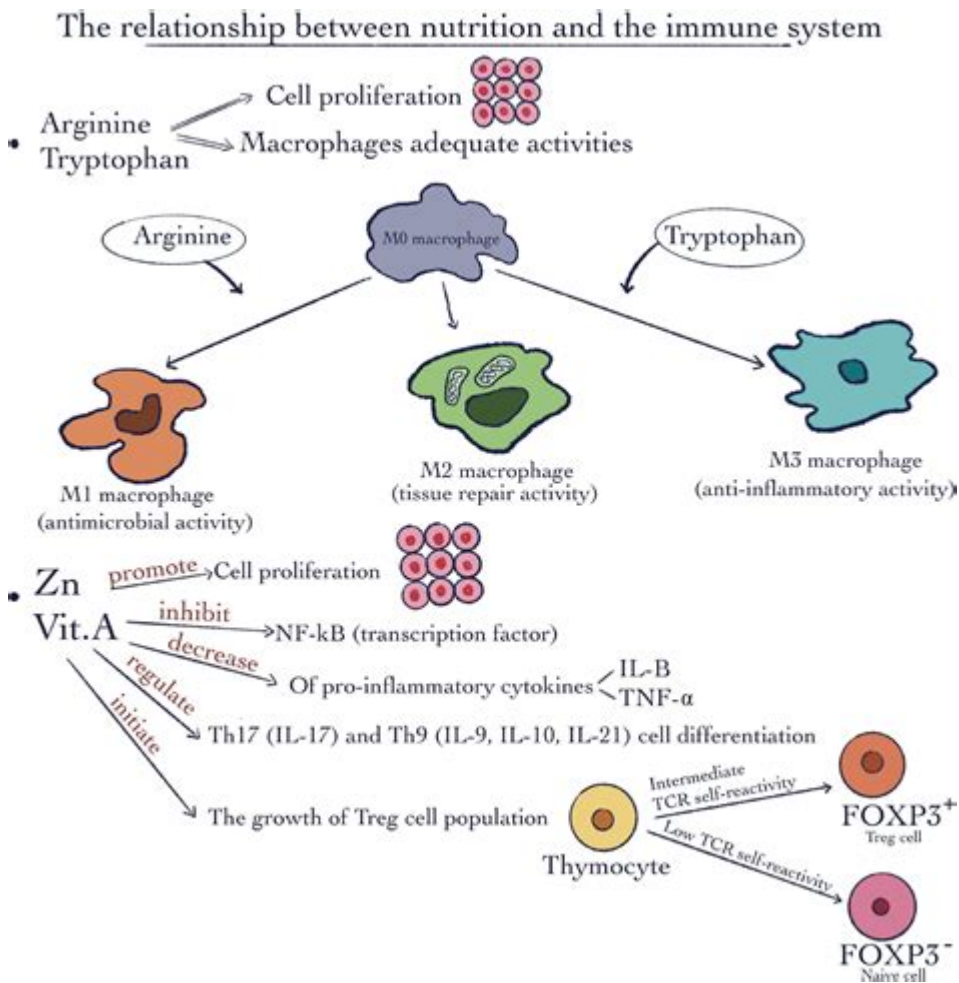 The relationship between nutrition and the immune system
• Arginine
Tryptophan
Cell proliferation
Macrophages adequate activities
Arginine
M0 macrophage
Tryptophan
M1 macrophage
(antimicrobial activity)
M2 macrophage
(tissue repair activity)
M3 macrophage
(anti-inflammatory activity)
• Zn
Vit.A
promote
Cell proliferation
inhibit
NF-kB (transcription factor)
decrease
Of pro-inflammatory cytokines
IL-B
TNF-α
regulate
Th17 (IL-17) and Th9 (IL-9, IL-10, IL-21) cell differentiation
initiate
The growth of Treg cell population
Thymocyte
Intermediate
TCR self-reactivity
FOXP3+
Treg cell
Low TCR self-reactivity
FOXP3-
Naive cell